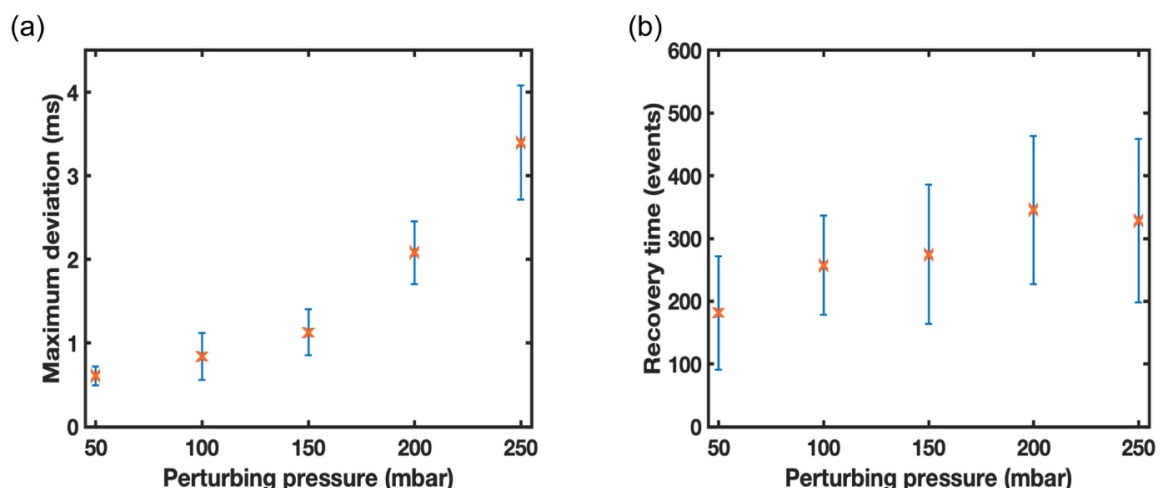 (a)
(b)
Maximum deviation (ms)
4
3
2
1
0
50 100 150 200 250
Perturbing pressure (mbar)
Recovery time (events)
600
500
400
300
200
100
0
50 100 150 200 250
Perturbing pressure (mbar)